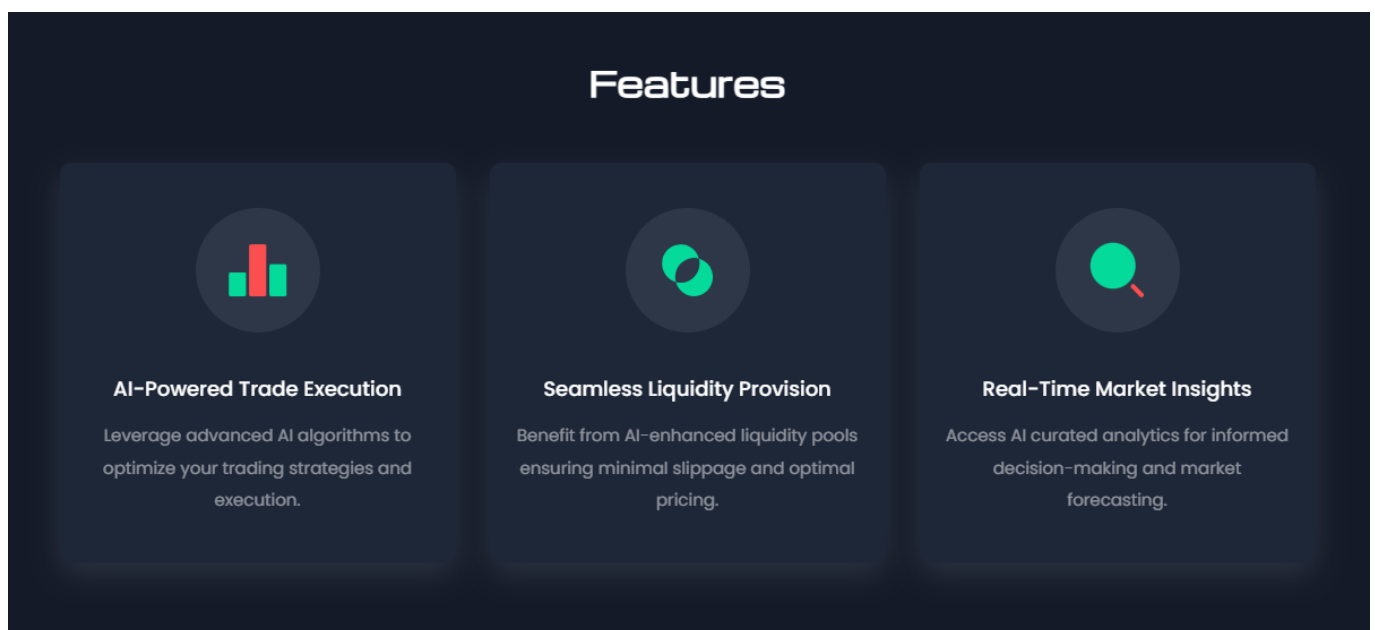 Features
AI-Powered Trade Execution
Leverage advanced AI algorithms to
optimize your trading strategies and
execution.
Seamless Liquidity Provision
Benefit from AI-enhanced liquidity pools
ensuring minimal slippage and optimal
pricing.
Real-Time Market Insights
Access AI curated analytics for informed
decision-making and market
forecasting.